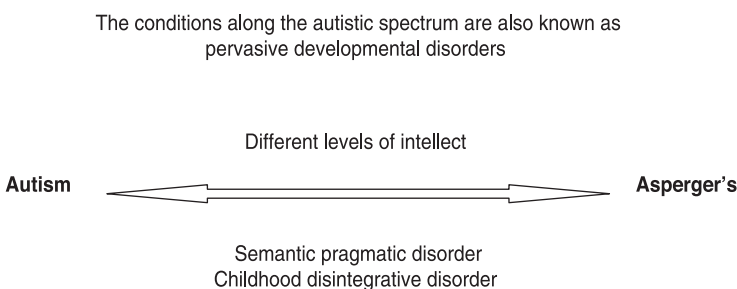 The conditions along the autistic spectrum are also known as
pervasive developmental disorders
Different levels of intellect
Autism
Asperger's
Semantic pragmatic disorder
Childhood disintegrative disorder